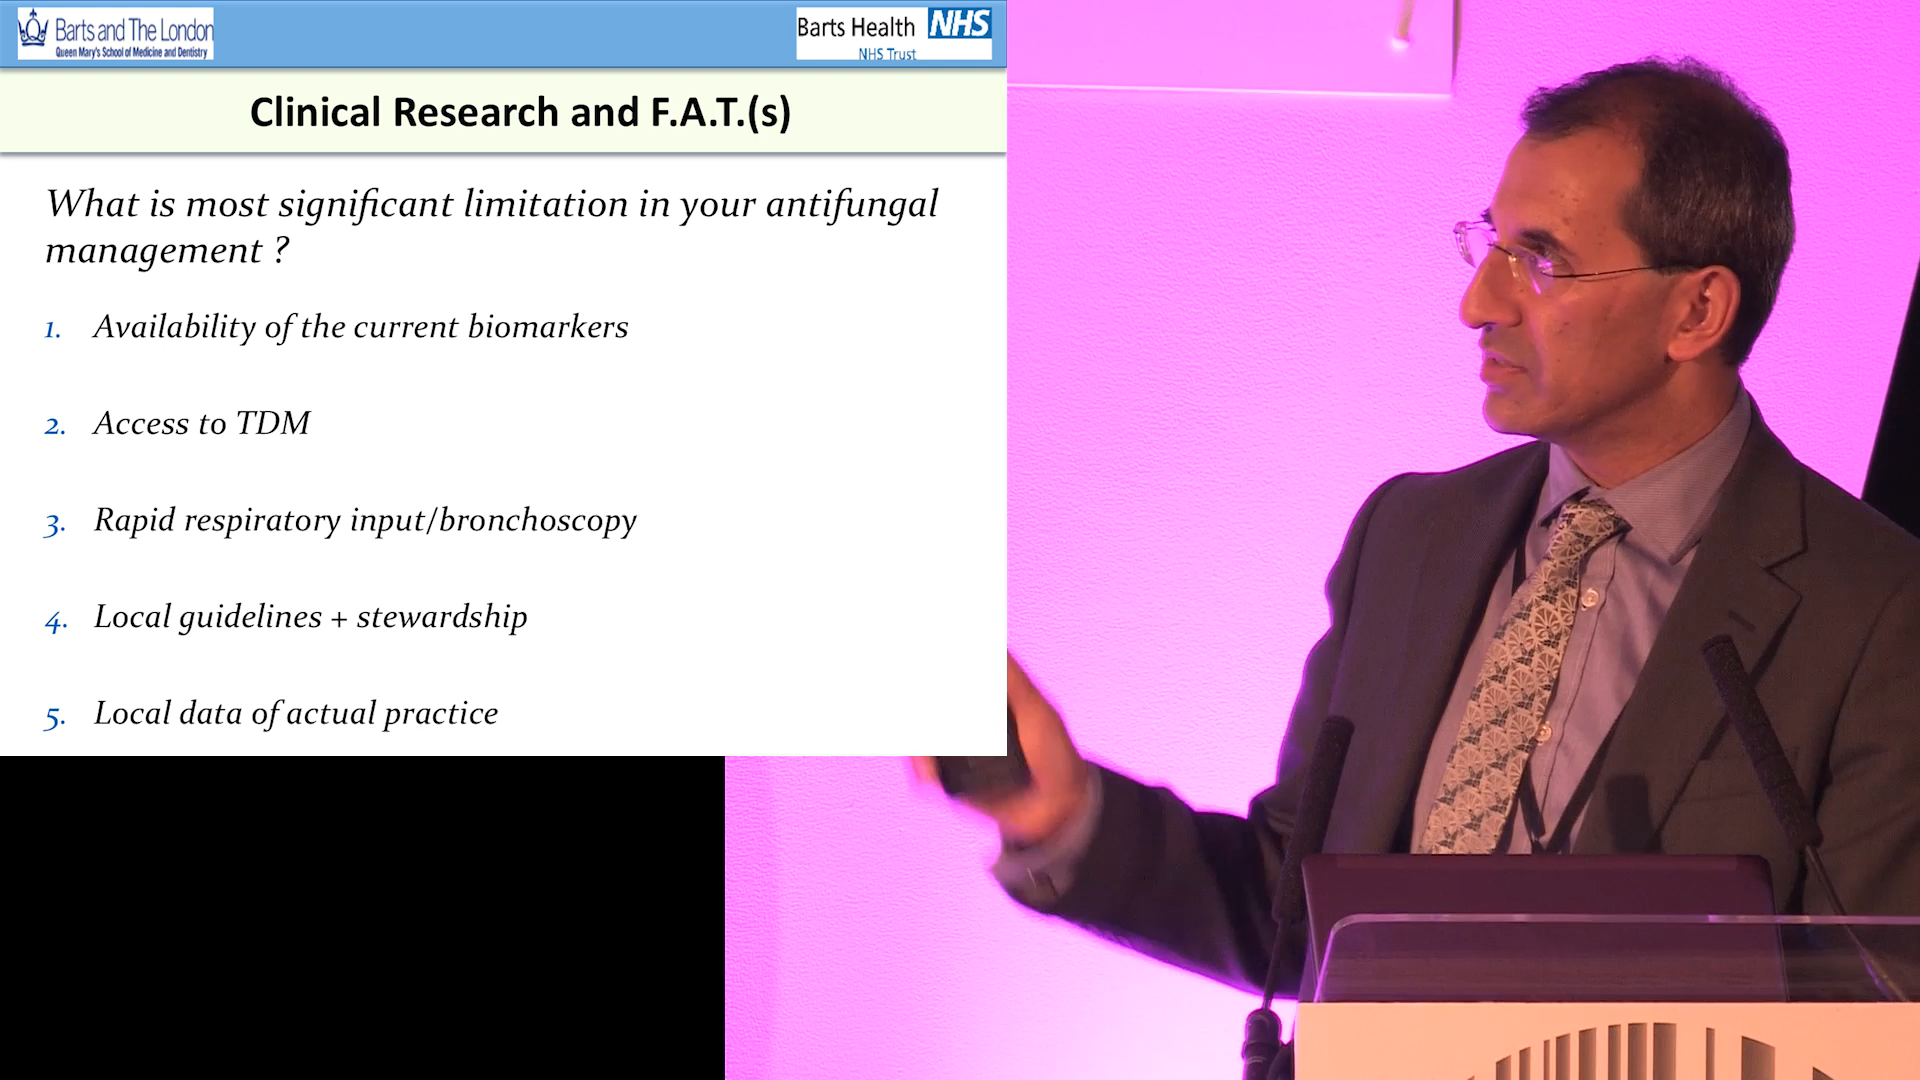 Barts and The London
Queen Mary's School of Medicine and Dentistry
Barts Health NHS
NHS Trust
Clinical Research and F.A.T.(s)
What is most significant limitation in your antifungal
management ?
1. Availability of the current biomarkers
2. Access to TDM
3. Rapid respiratory input/bronchoscopy
4. Local guidelines + stewardship
5. Local data of actual practice